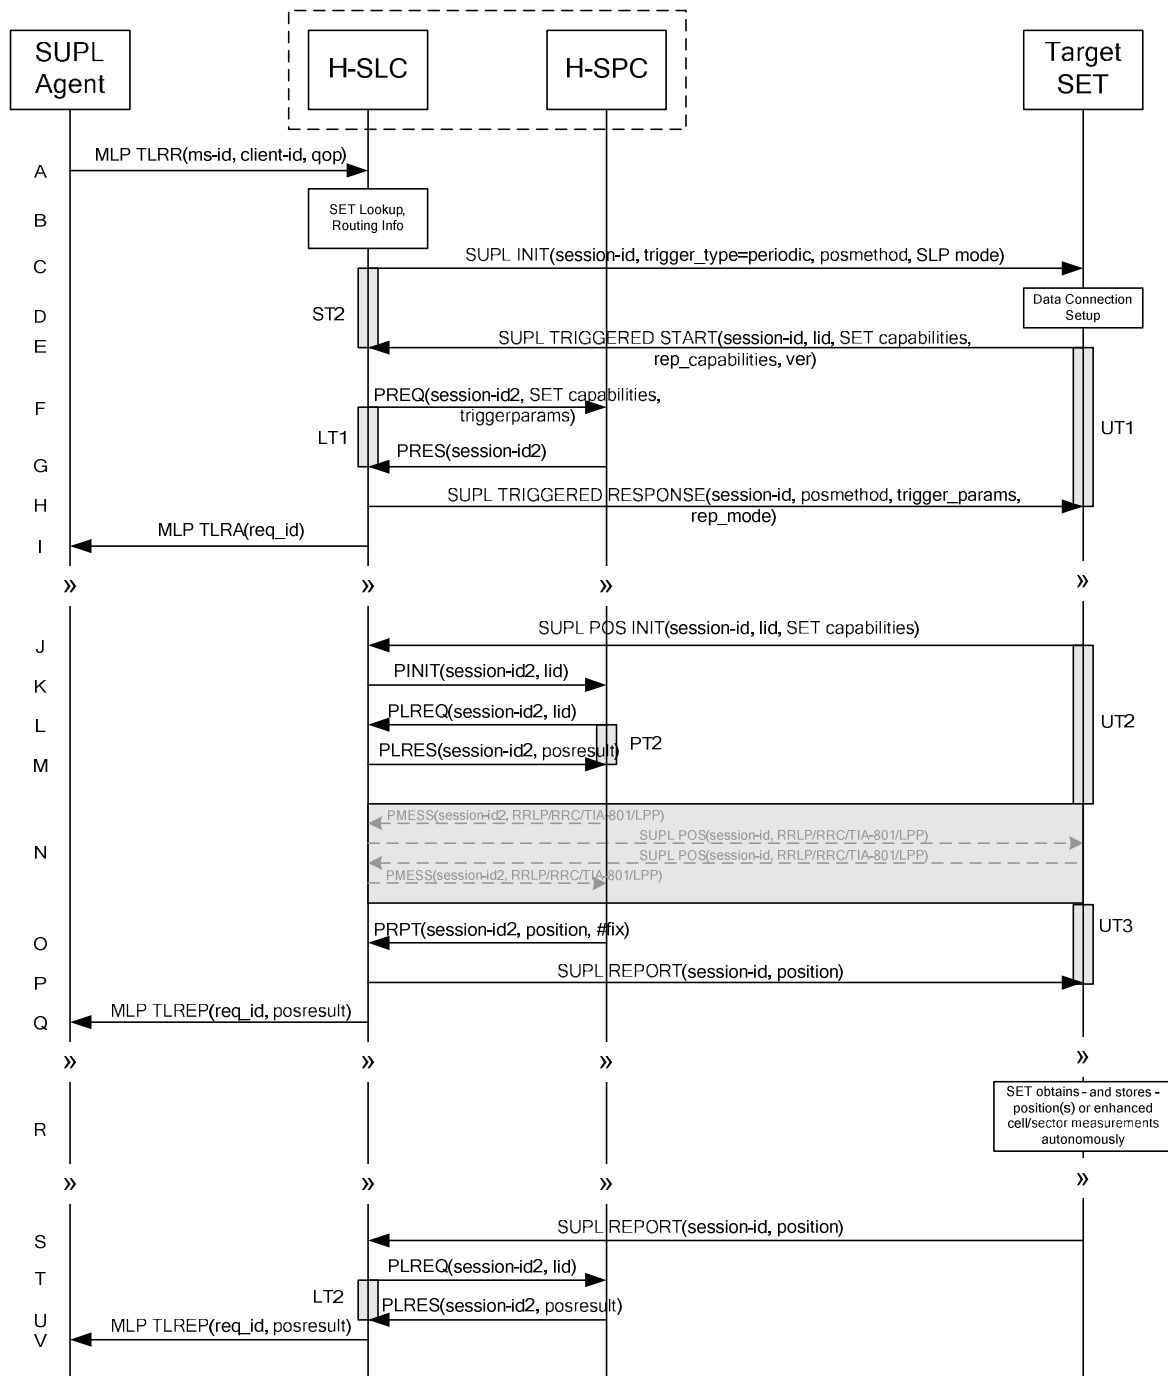 SUPL
Agent
H-SLC
H-SPC
Target
SET
A
MLP TLRR(ms-id, client-id, qop)
B
SET Lookup,
Routing Info
C
SUPL INIT(session-id, trigger_type=periodic, posmethod, SLP mode)
D
ST2
Data Connection
Setup
E
SUPL TRIGGERED START(session-id, lid, SET capabilities,
rep_capabilities, ver)
F
PREQ(session-id2, SET capabilities,
triggerparams)
LT1
UT1
G
PRES(session-id2)
H
SUPL TRIGGERED RESPONSE(session-id, posmethod, trigger_params,
rep_mode)
I
MLP TLRA(req_id)
» » » »
J
SUPL POS INIT(session-id, lid, SET capabilities)
K
PINIT(session-id2, lid)
L
PLREQ(session-id2, lid)
UT2
PT2
M
PLRES(session-id2, posresult)
N
PMESS(session-id2, RRLP/RRC/TIA-801/LPP)
SUPL POS(session-id, RRLP/RRC/TIA-801/LPP)
SUPL POS(session-id, RRLP/RRC/TIA-801/LPP)
PMESS(session-id2, RRLP/RRC/TIA-801/LPP)
O
PRPT(session-id2, position, #fix)
UT3
P
SUPL REPORT(session-id, position)
Q
MLP TLREP(req_id, posresult)
» » » »
R
SET obtains - and stores -
position(s) or enhanced
cell/sector measurements
autonomously
» » » »
S
SUPL REPORT(session-id, position)
T
PLREQ(session-id2, lid)
LT2
U
PLRES(session-id2, posresult)
V
MLP TLREP(req_id, posresult)